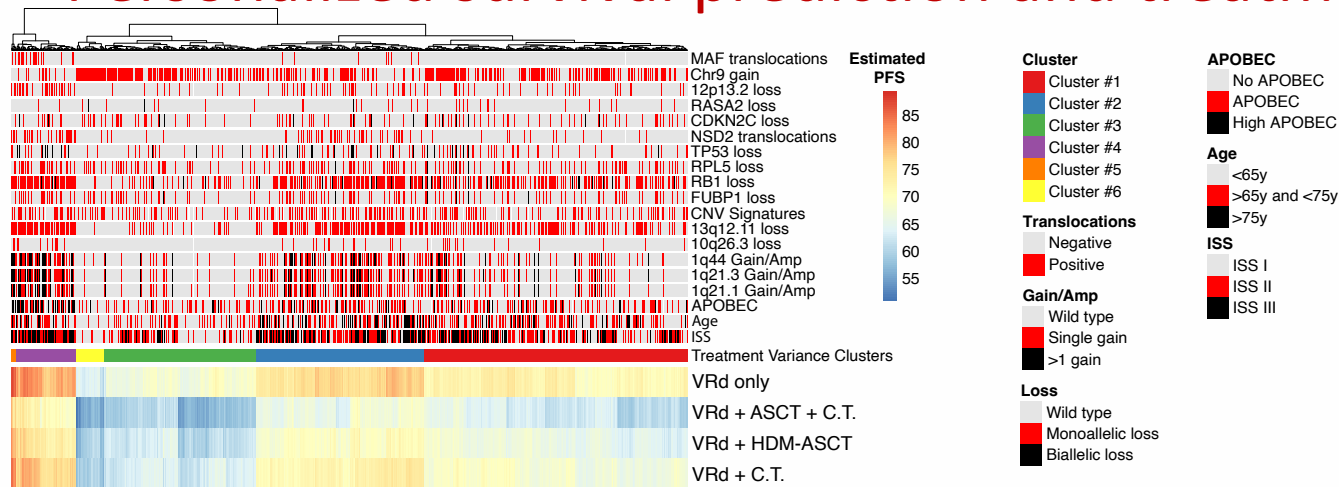 Personalized survival prediction and treatm
MAF translocations
Chr9 gain
12p13.2 loss
RASA2 loss
CDKN2C loss
NSD2 translocations
TP53 loss
RPL5 loss
RB1 loss
FUBP1 loss
CNV Signatures
13q12.11 loss
10q26.3 loss
1q44 Gain/Amp
1q21.3 Gain/Amp
1q21.1 Gain/Amp
APOBEC
Age
ISS
Treatment Variance Clusters
VRd only
VRd + ASCT + C.T.
VRd + HDM-ASCT
VRd + C.T.
Estimated
PFS
85
80
75
70
65
60
55
Cluster
Cluster #1
Cluster #2
Cluster #3
Cluster #4
Cluster #5
Cluster #6
Translocations
Negative
Positive
Gain/Amp
Wild type
Single gain
>1 gain
Loss
Wild type
Monoallelic loss
Biallelic loss
APOBEC
No APOBEC
APOBEC
High APOBEC
Age
<65y
>65y and <75y
>75y
ISS
ISS I
ISS II
ISS III